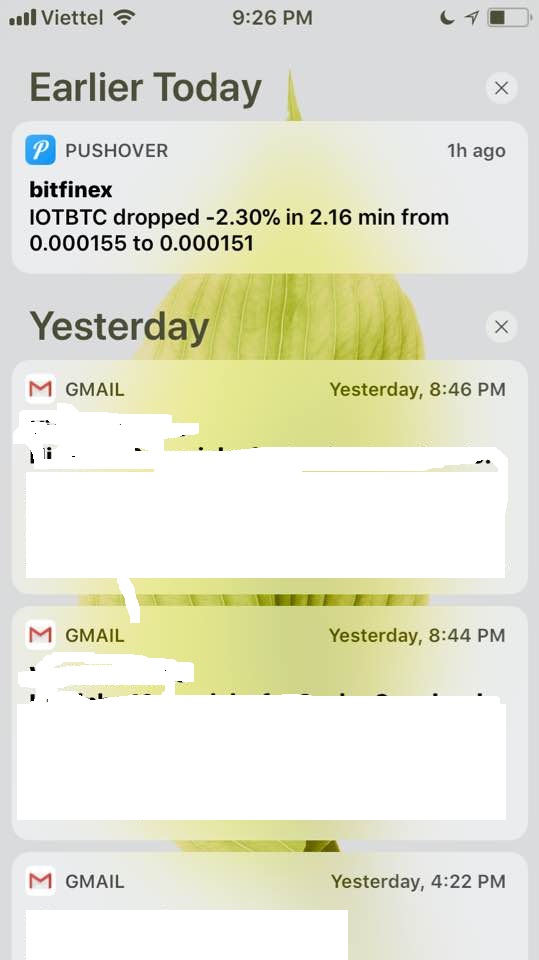 Viettel 9:26 PM
Earlier Today
PUSHOVER 1h ago
bitfinex
IOTBTC dropped -2.30% in 2.16 min from
0.000155 to 0.000151
Yesterday
GMAIL Yesterday, 8:46 PM
GMAIL Yesterday, 8:44 PM
GMAIL Yesterday, 4:22 PM